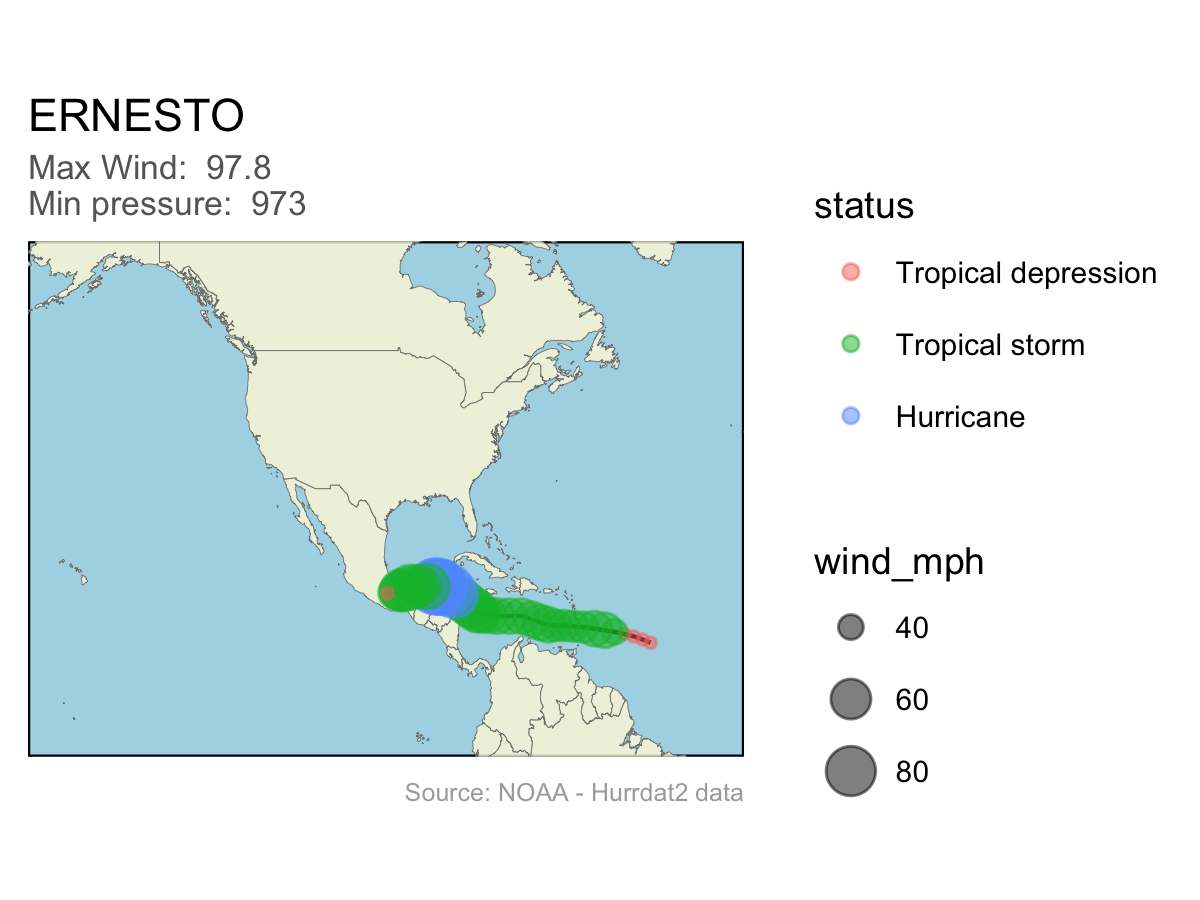 ERNESTO
Max Wind:  97.8
Min pressure:  973
status
Tropical depression
Tropical storm
Hurricane
wind_mph
40
60
80
Source: NOAA - Hurrdat2 data